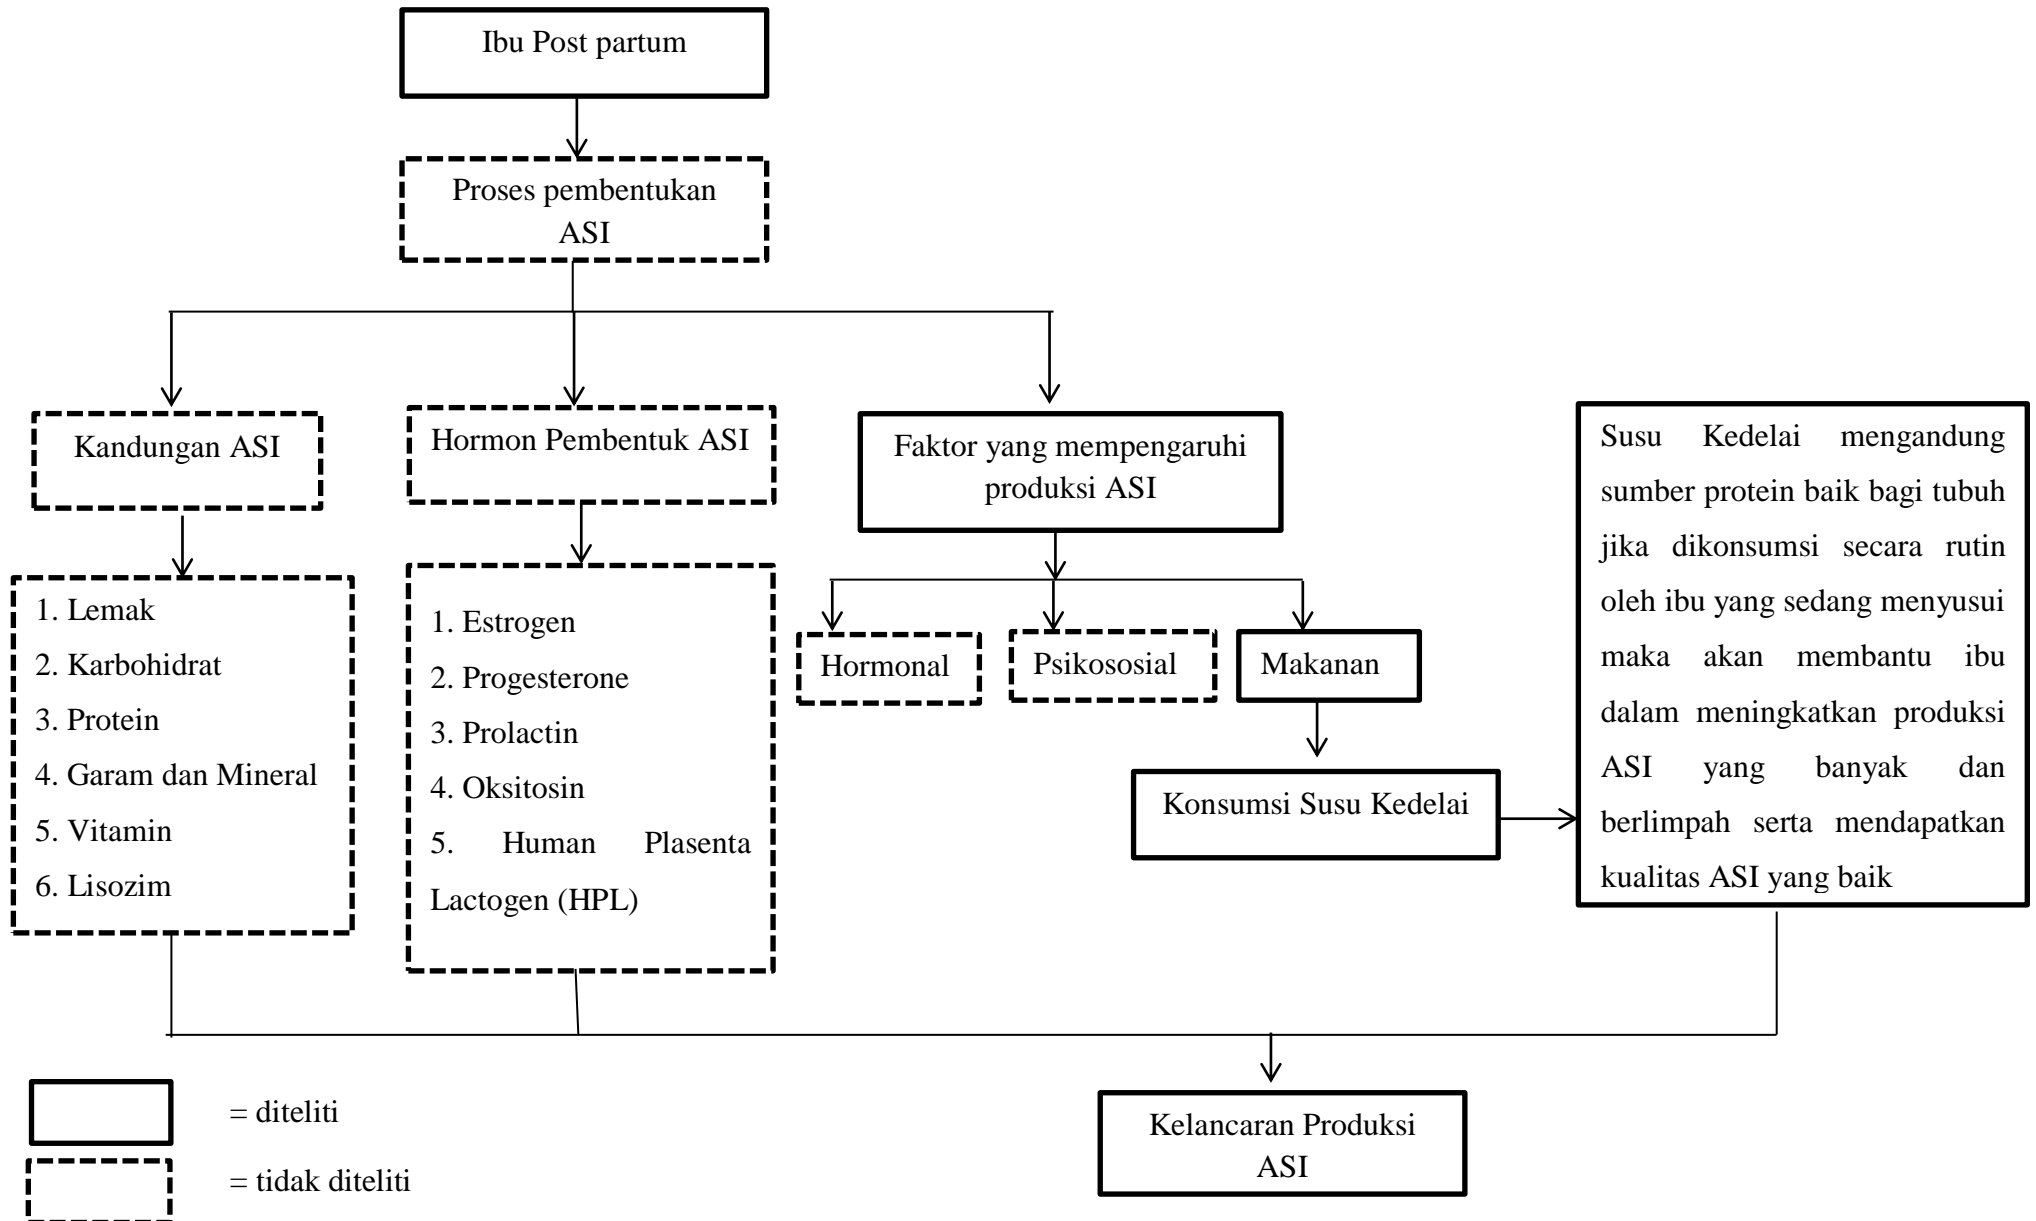 Ibu Post partum
Proses pembentukan
ASI
Kandungan ASI
Hormon Pembentuk ASI
Faktor yang mempengaruhi
produksi ASI
Susu Kedelai mengandung
sumber protein baik bagi tubuh
jika dikonsumsi secara rutin
oleh ibu yang sedang menyusui
maka akan membantu ibu
dalam meningkatkan produksi
ASI yang banyak dan
berlimpah serta mendapatkan
kualitas ASI yang baik
1. Lemak
2. Karbohidrat
3. Protein
4. Garam dan Mineral
5. Vitamin
6. Lisozim
1. Estrogen
2. Progesterone
3. Prolactin
4. Oksitosin
5. Human Plasenta
Lactogen (HPL)
Hormonal
Psikososial
Makanan
Konsumsi Susu Kedelai
Kelancaran Produksi
ASI
= diteliti
= tidak diteliti